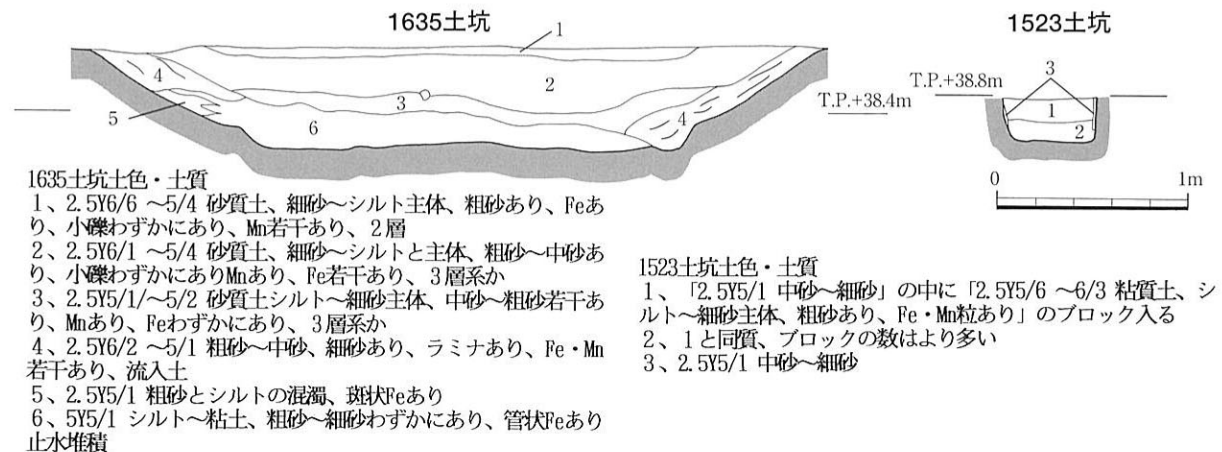 1635土坑
1
4
2
3
5
6
4
T.P.+38.4m
1635土坑土色・土質
1、2.5Y6/6 ～5/4 砂質土、細砂～シルト主体、粗砂あり、Feあ
り、小礫わずかにあり、Mn若干あり、２層
2、2.5Y6/1 ～5/4 砂質土、細砂～シルトと主体、粗砂～中砂あ
り、小礫わずかにありMnあり、Fe若干あり、３層系か
3、2.5Y5/1/～5/2 砂質土シルト～細砂主体、中砂～粗砂若干あ
り、Mnあり、Feわずかにあり、３層系か
4、2.5Y6/2 ～5/1 粗砂～中砂、細砂あり、ラミナあり、Fe・Mn
若干あり、流入土
5、2.5Y5/1 粗砂とシルトの混濁、斑状Feあり
6、5Y5/1 シルト～粘土、粗砂～細砂わずかにあり、管状Feあり
止水堆積
1523土坑
3
T.P.+38.8m
1
2
0
1m
1523土坑土色・土質
1、「2.5Y5/1 中砂～細砂」の中に「2.5Y5/6 ～6/3 粘質土、シ
ルト～細砂主体、粗砂あり、Fe・Mn粒あり」のブロック入る
2、１と同質、ブロックの数はより多い
3、2.5Y5/1 中砂～細砂